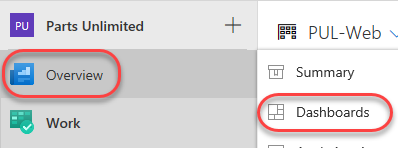 PU Parts Unlimited
PUL-Web
Overview
Summary
Dashboards
Work